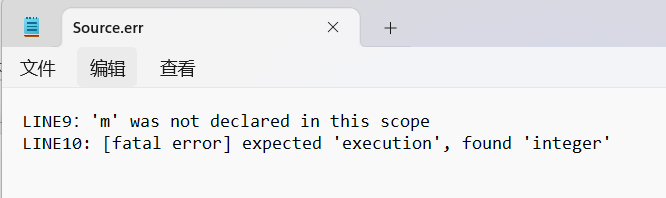 Source.err
文件 编辑 查看
LINE9: 'm' was not declared in this scope
LINE10: [fatal error] expected 'execution', found 'integer'